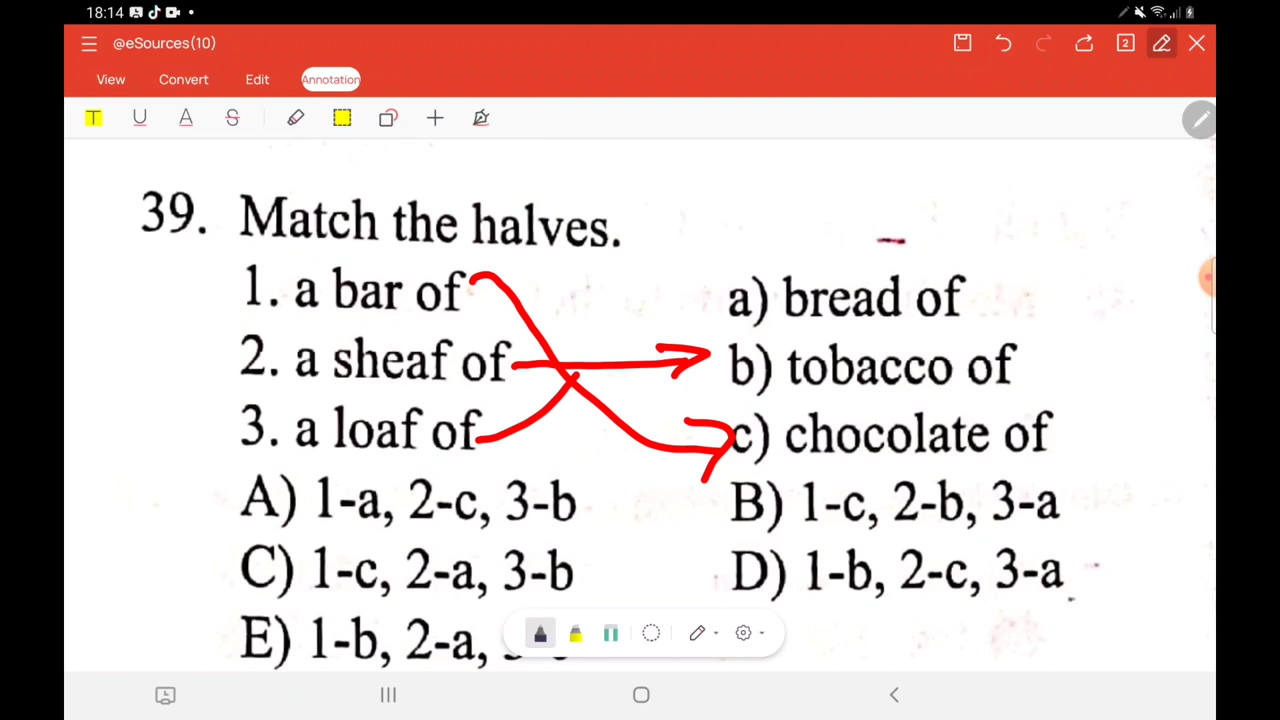 18:14
@eSources(10)
2
View Convert Edit Annotation
T U A S
39. Match the halves.
1. a bar of a) bread of
2. a sheaf of b) tobacco of
3. a loaf of c) chocolate of
A) 1-a, 2-c, 3-b B) 1-c, 2-b, 3-a
C) 1-c, 2-a, 3-b D) 1-b, 2-c, 3-a
E) 1-b, 2-a,